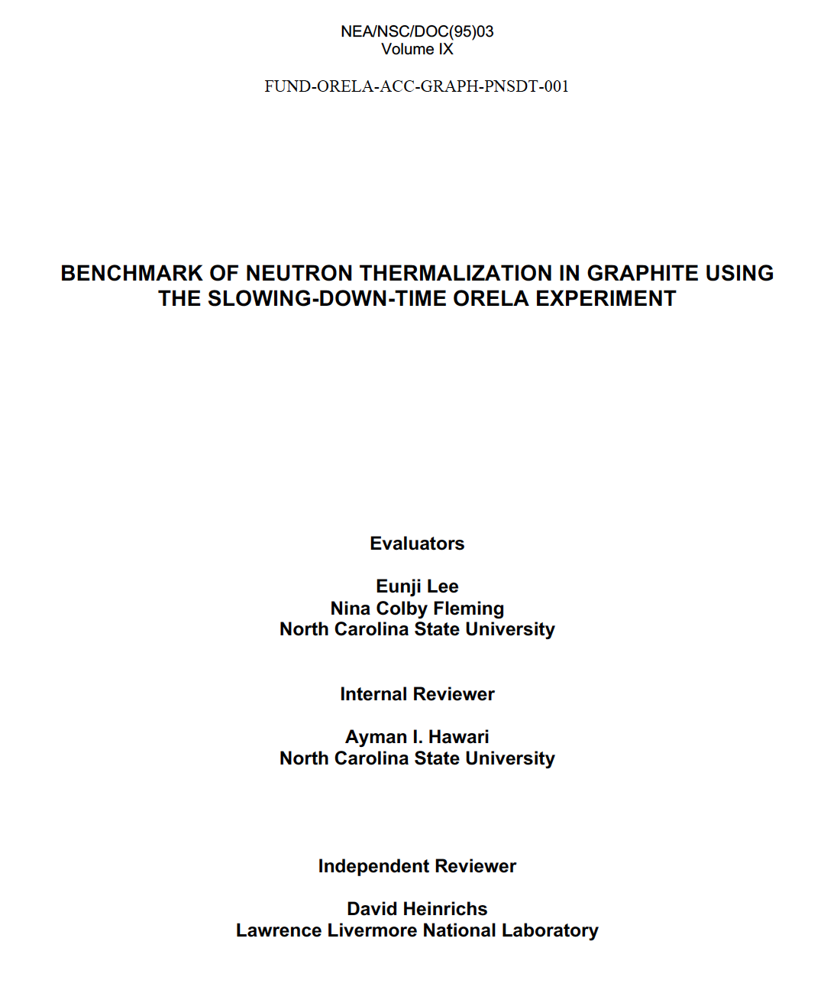 NEA/NSC/DOC(95)03
Volume IX
FUND-ORELA-ACC-GRAPH-PNSDT-001
BENCHMARK OF NEUTRON THERMALIZATION IN GRAPHITE USING
THE SLOWING-DOWN-TIME ORELA EXPERIMENT
Evaluators
Eunji Lee
Nina Colby Fleming
North Carolina State University
Internal Reviewer
Ayman I. Hawari
North Carolina State University
Independent Reviewer
David Heinrichs
Lawrence Livermore National Laboratory